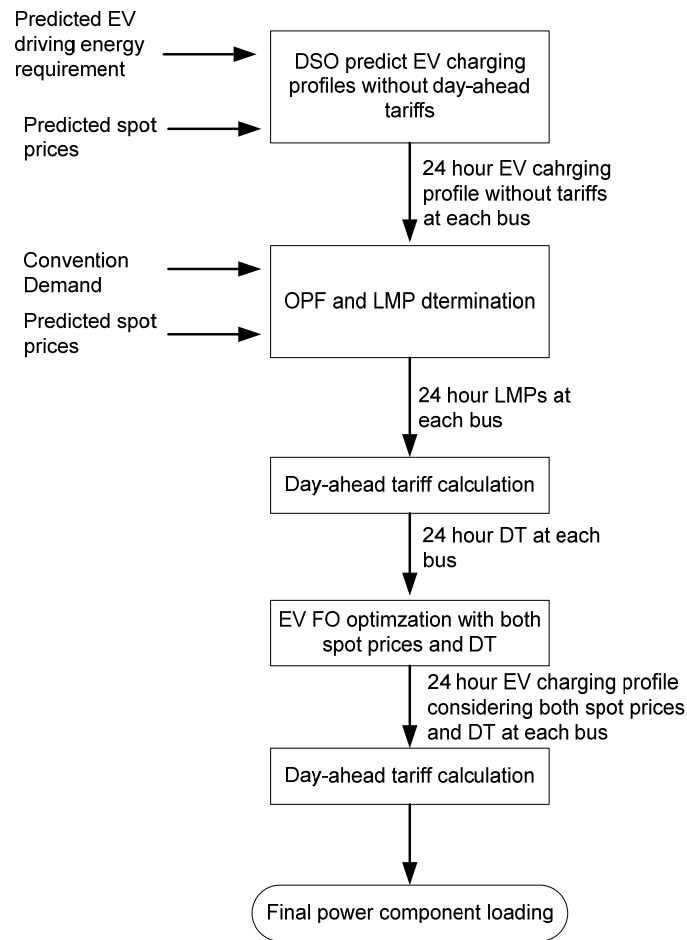 Predicted EV
driving energy
requirement
DSO predict EV charging
profiles without day-ahead
tariffs
Predicted spot
prices
24 hour EV cahrging
profile without tariffs
at each bus
Convention
Demand
OPF and LMP dtermination
Predicted spot
prices
24 hour LMPs at
each bus
Day-ahead tariff calculation
24 hour DT at each
bus
EV FO optimzation with both
spot prices and DT
24 hour EV charging profile
considering both spot prices
and DT at each bus
Day-ahead tariff calculation
Final power component loading